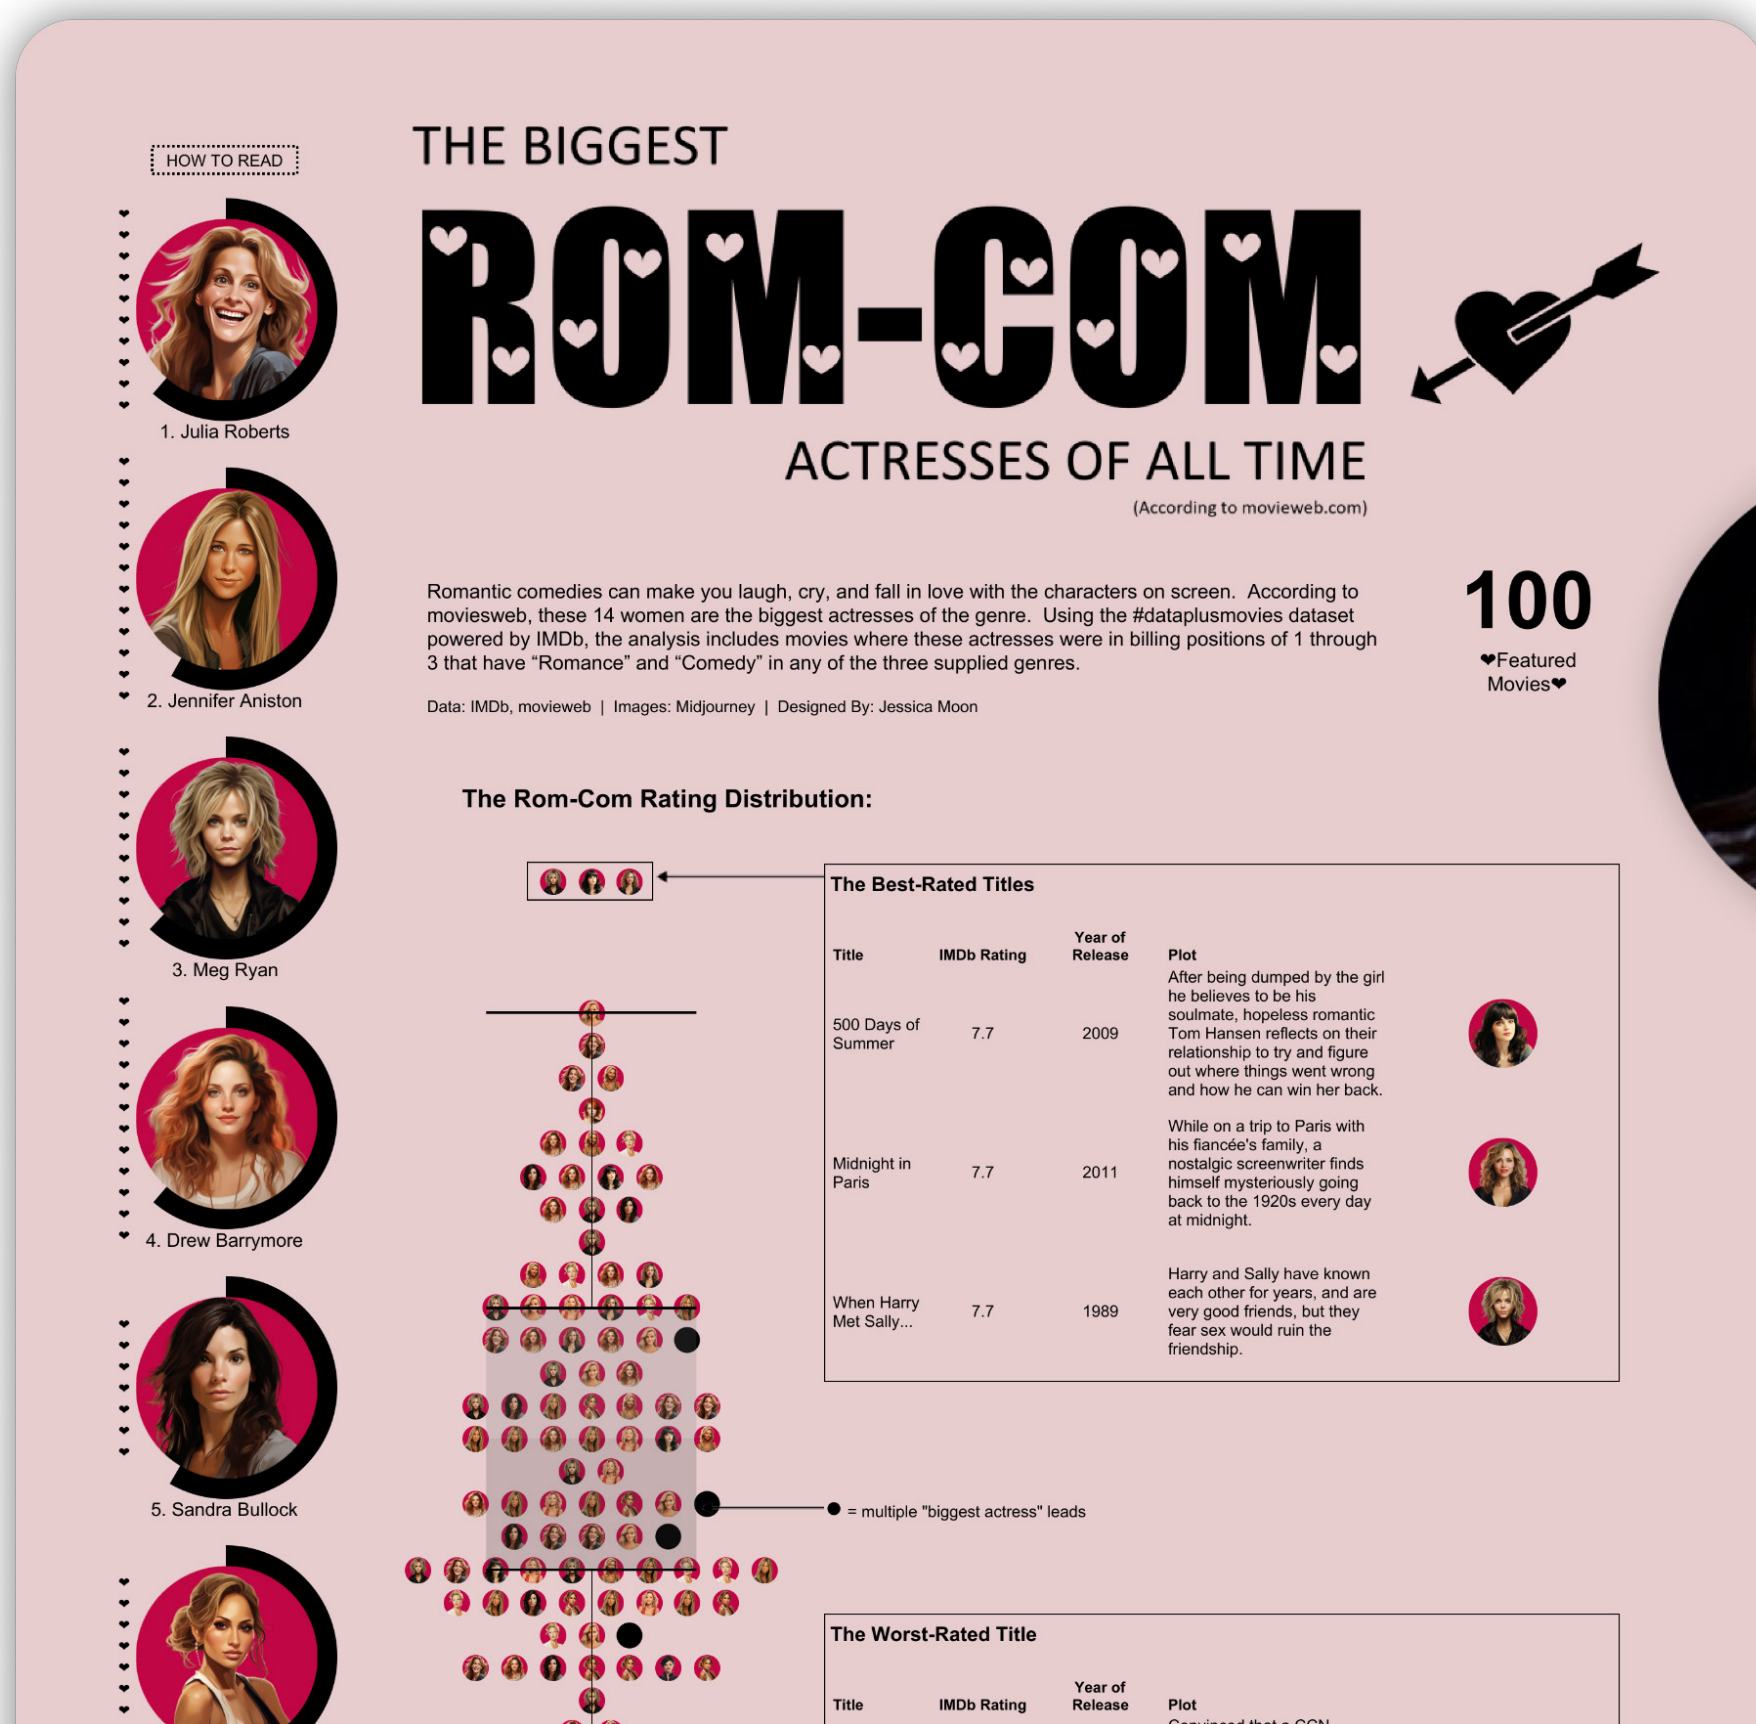 HOW TO READ
THE BIGGEST
ROM-COM
ACTRESSES OF ALL TIME
(According to movieweb.com)
1. Julia Roberts
2. Jennifer Aniston
3. Meg Ryan
4. Drew Barrymore
5. Sandra Bullock
Romantic comedies can make you laugh, cry, and fall in love with the characters on screen.  According to
moviesweb, these 14 women are the biggest actresses of the genre.  Using the #dataplusmovies dataset
powered by IMDb, the analysis includes movies where these actresses were in billing positions of 1 through
3 that have “Romance” and “Comedy” in any of the three supplied genres.
Data: IMDb, movieweb  |  Images: Midjourney  |  Designed By: Jessica Moon
100
❤Featured
Movies❤
The Rom-Com Rating Distribution:
The Best-Rated Titles
Title IMDb Rating Year of Release Plot
500 Days of
Summer
7.7
2009
After being dumped by the girl
he believes to be his
soulmate, hopeless romantic
Tom Hansen reflects on their
relationship to try and figure
out where things went wrong
and how he can win her back.
Midnight in
Paris
7.7
2011
While on a trip to Paris with
his fiancée's family, a
nostalgic screenwriter finds
himself mysteriously going
back to the 1920s every day
at midnight.
When Harry
Met Sally...
7.7
1989
Harry and Sally have known
each other for years, and are
very good friends, but they
fear sex would ruin the
friendship.
= multiple "biggest actress" leads
The Worst-Rated Title
Title IMDb Rating Year of Release Plot